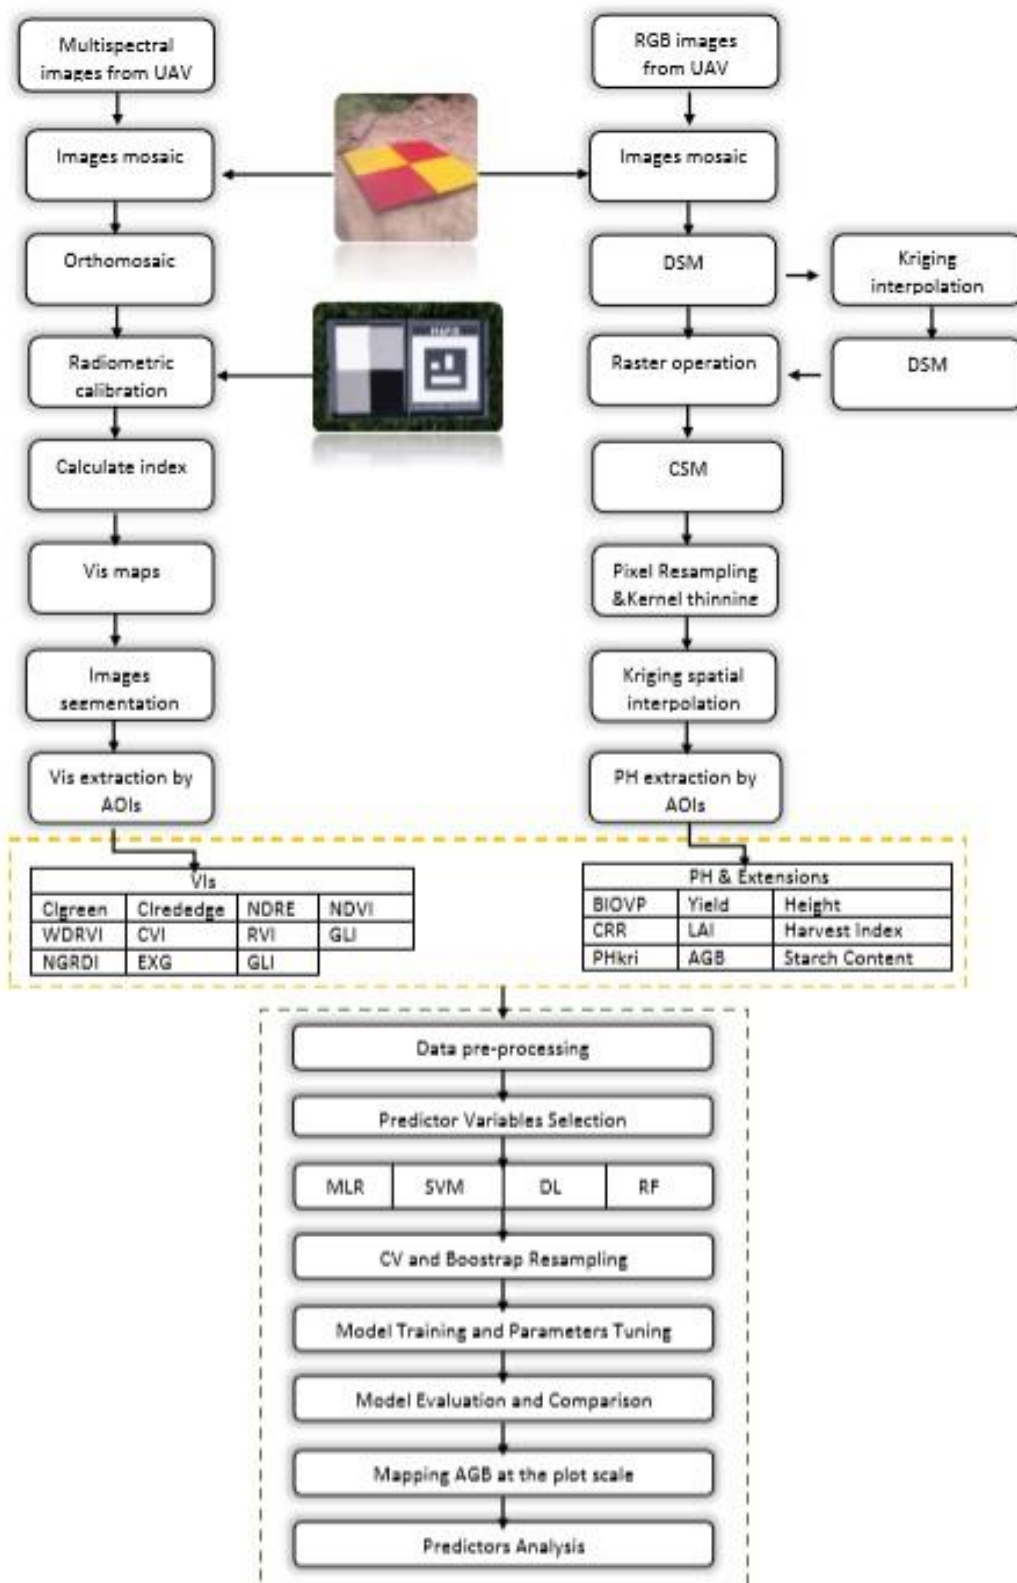 Multispectral
images from UAV
RGB images
from UAV
Images mosaic
Images mosaic
Orthomosaic
DSM
Kriging
interpolation
Radiometric
calibration
Raster operation
DSM
Calculate index
CSM
Vis maps
Pixel Resampling
&Kernel thinning
Images
segmentation
Kriging spatial
interpolation
Vis extraction by
AOIs
PH extraction by
AOIs
VIs
CIgreen CIrededge NDRE NDVI
WDRVI CVI RVI GLI
NGRDI EXG GLI
PH & Extensions
BIOVP Yield Height
CRR LAI Harvest Index
PHkri AGB Starch Content
Data pre-processing
Predictor Variables Selection
MLR SVM DL RF
CV and Boostrap Resampling
Model Training and Parameters Tuning
Model Evaluation and Comparison
Mapping AGB at the plot scale
Predictors Analysis